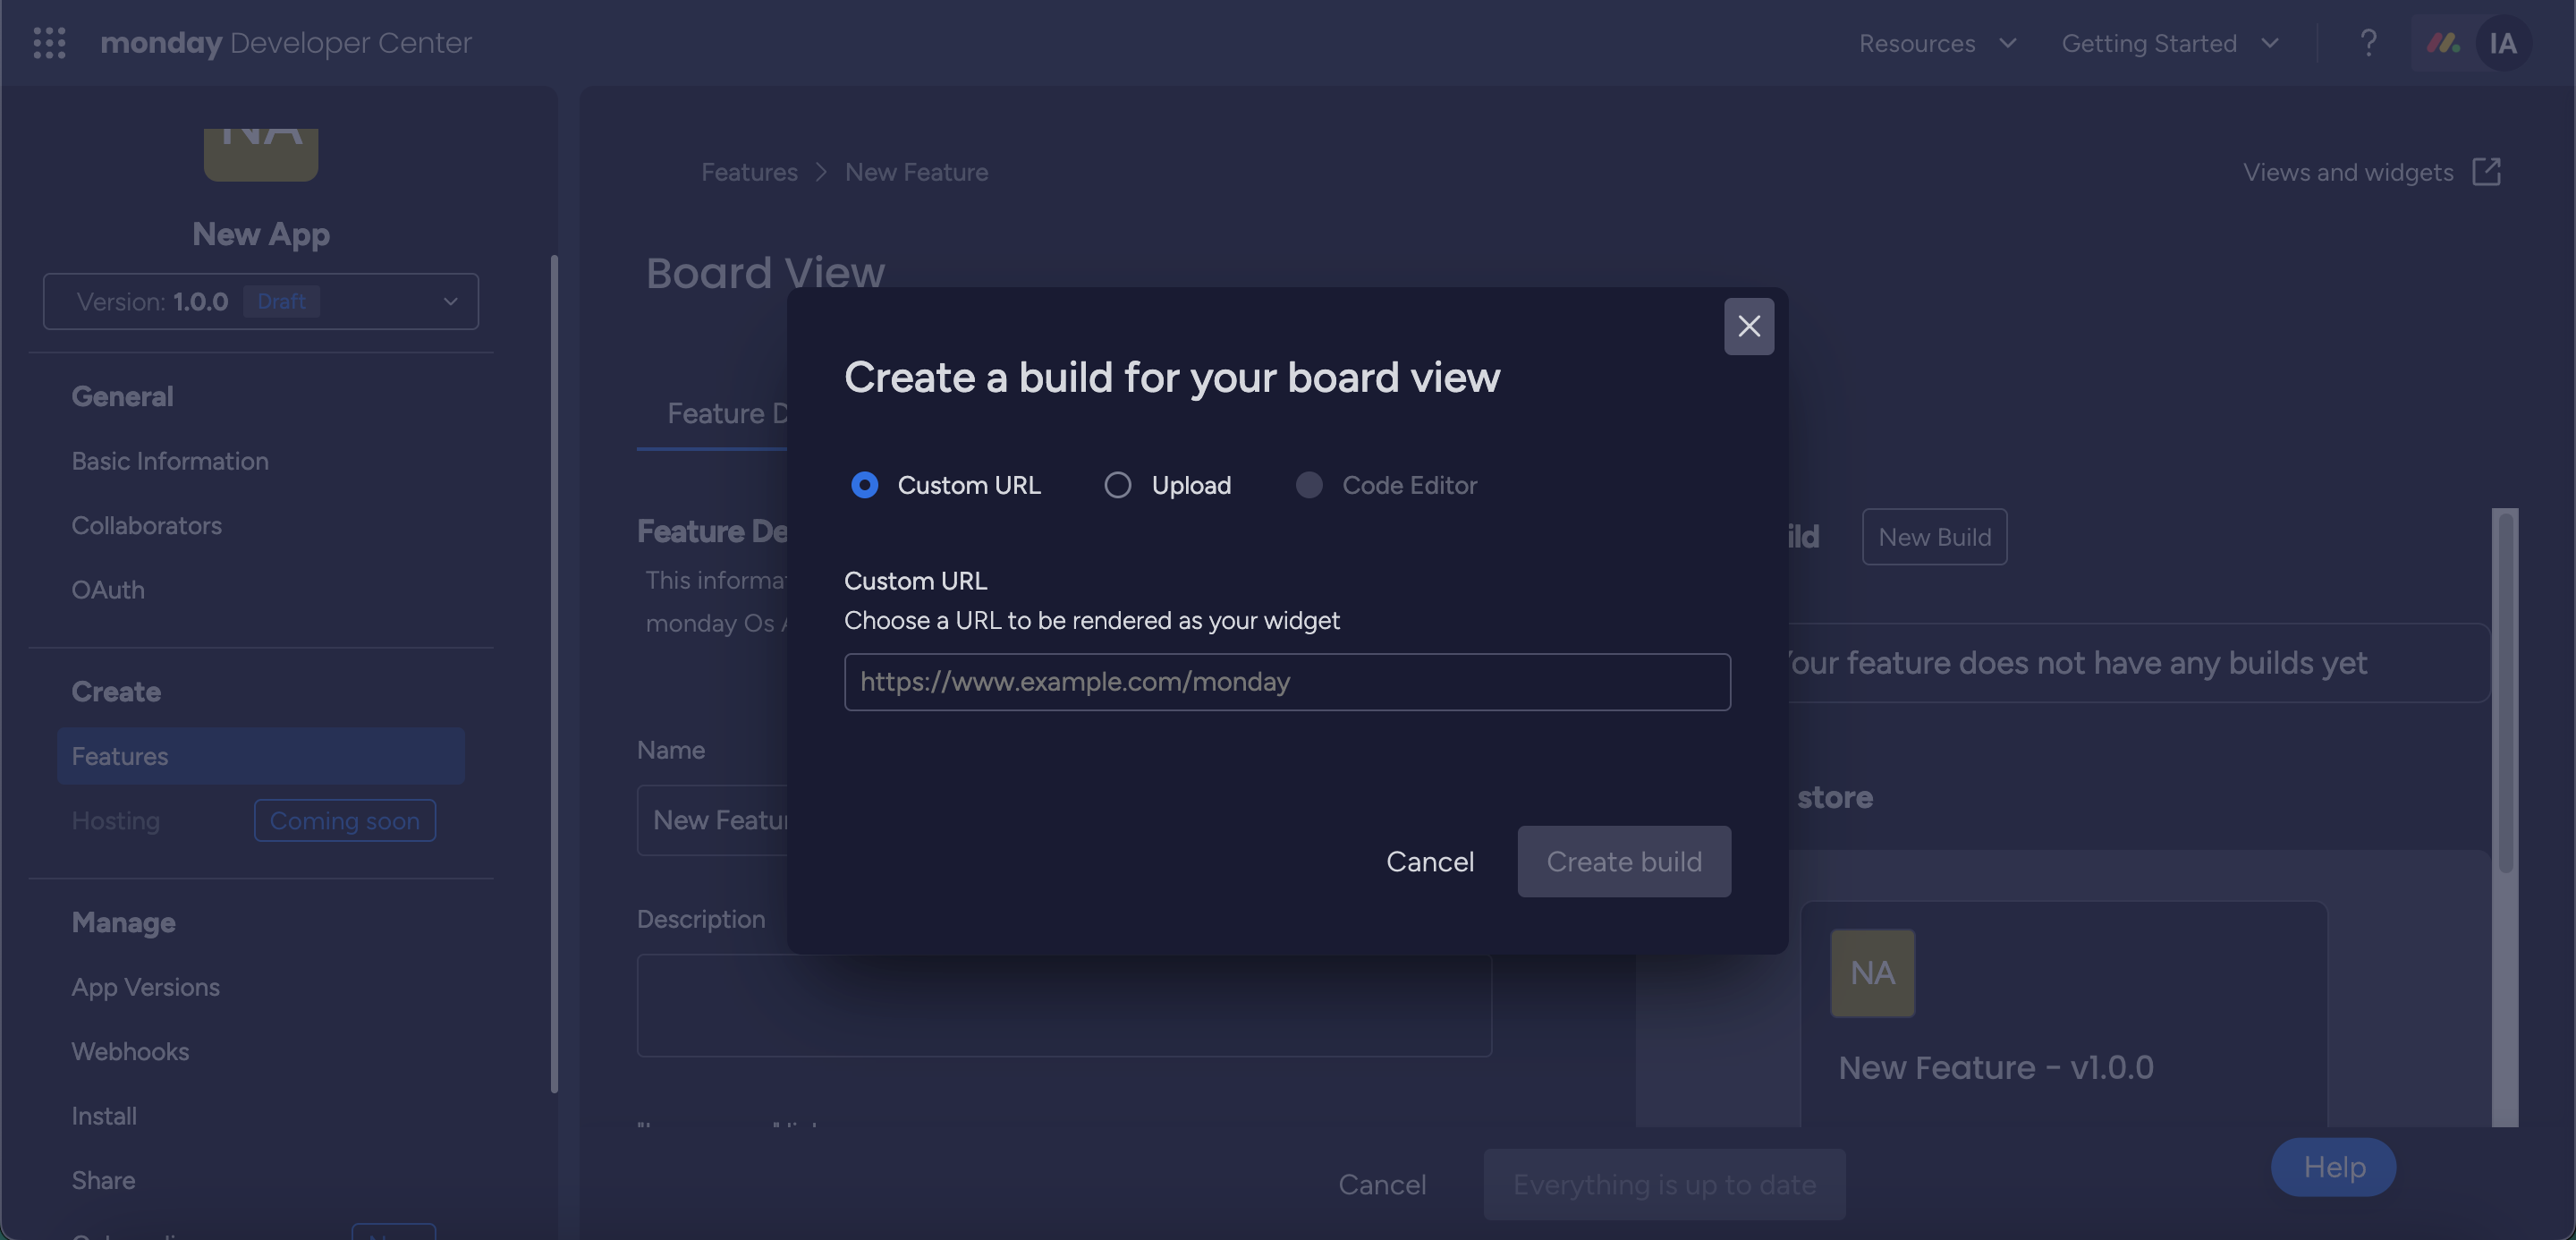 monday Developer Center
Resources
Getting Started
?
IA
NA
New App
Version: 1.0.0 Draft
General
Basic Information
Collaborators
OAuth
Create
Features
Hosting
Coming soon
Manage
App Versions
Webhooks
Install
Share
Features > New Feature
Views and widgets
Board View
Feature D
Feature De
This informa
monday Os A
Name
New Featu
Description
Create a build for your board view
Custom URL
Upload
Code Editor
Custom URL
Choose a URL to be rendered as your widget
https://www.example.com/monday
Cancel
Create build
ild
New Build
Your feature does not have any builds yet
store
NA
New Feature - v1.0.0
Cancel
Everything is up to date
Help